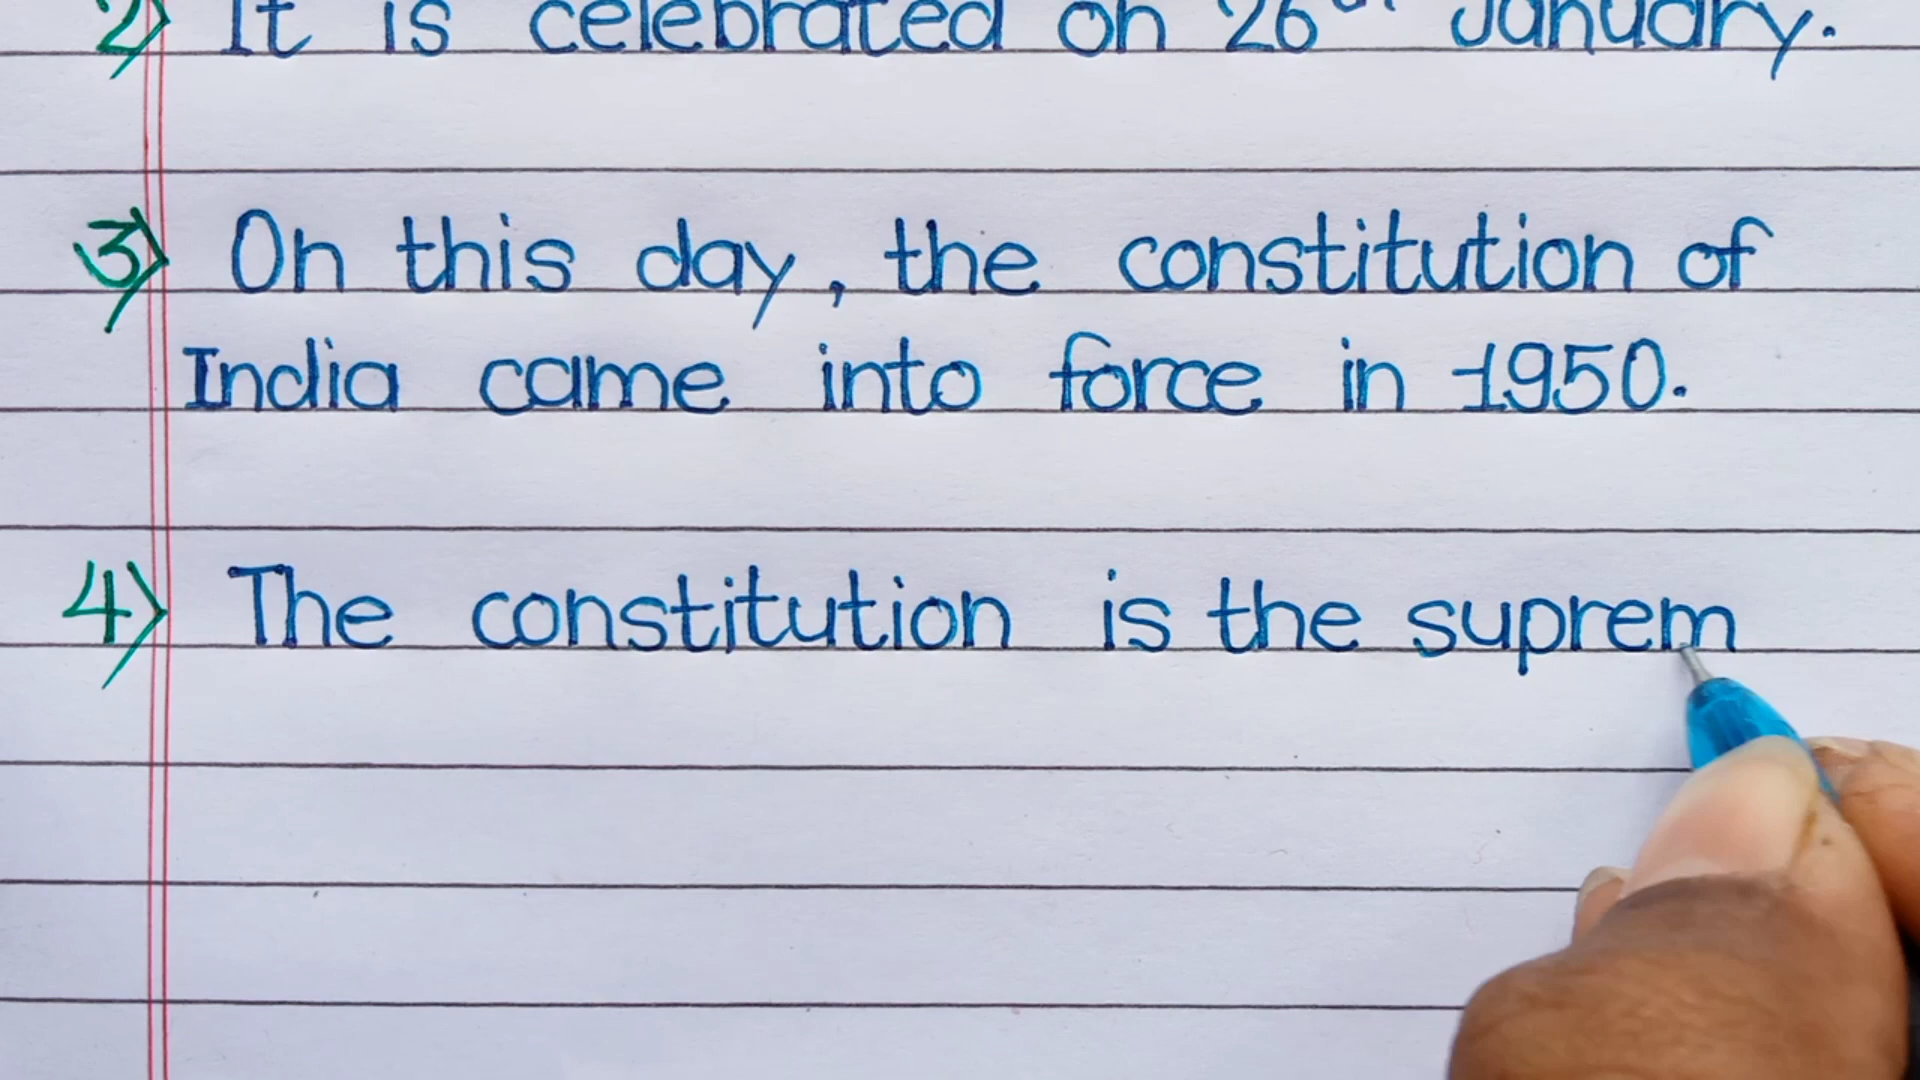 2) It is celebrated on 26th January.
3) On this day, the constitution of
India came into force in 1950.
4) The constitution is the suprem